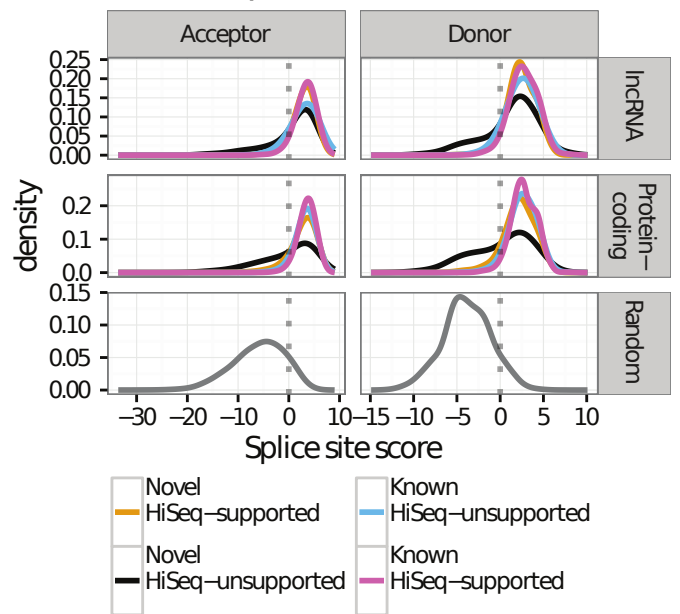 Acceptor Donor
0.25
0.20
0.15
0.10
0.05
0.00
lncRNA
0.2
0.1
0.0
Protein−
coding
0.15
0.10
0.05
0.00
Random
density
−30 −20 −10 0 10 −15 −10 −5 0 5 10
Splice site score
Novel
HiSeq−supported
Known
HiSeq−unsupported
Novel
HiSeq−unsupported
Known
HiSeq−supported